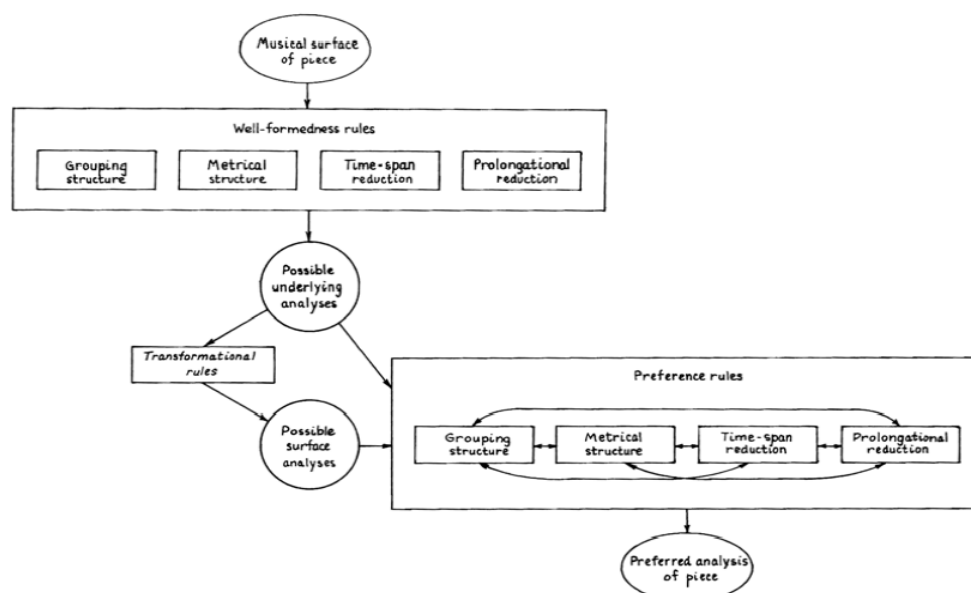 Musical surface
of piece
Well-formedness rules
Grouping
structure
Metrical
structure
Time-span
reduction
Prolongational
reduction
Possible
underlying
analyses
Transformational
rules
Possible
surface
analyses
Preference rules
Grouping
structure
Metrical
structure
Time-span
reduction
Prolongational
reduction
Preferred analysis
of piece